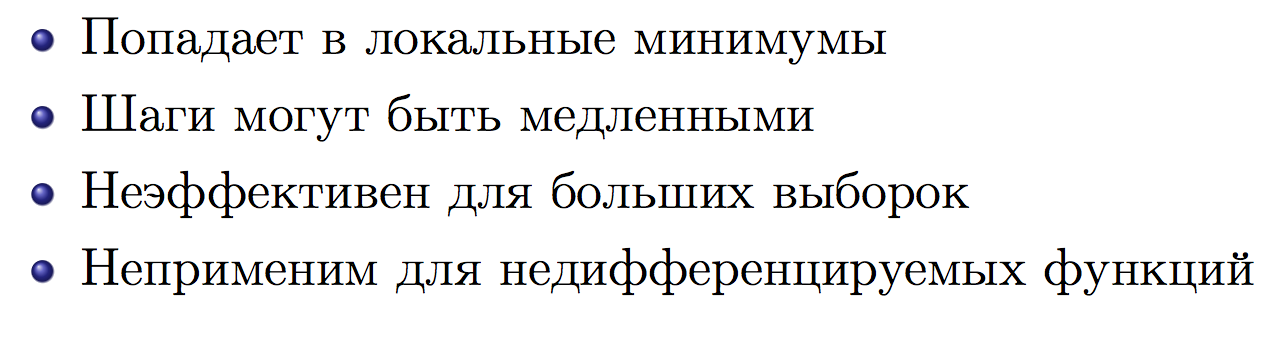 Попадает в локальные минимумы
Шаги могут быть медленными
Неэффективен для больших выборок
Неприменим для недифференцируемых функций